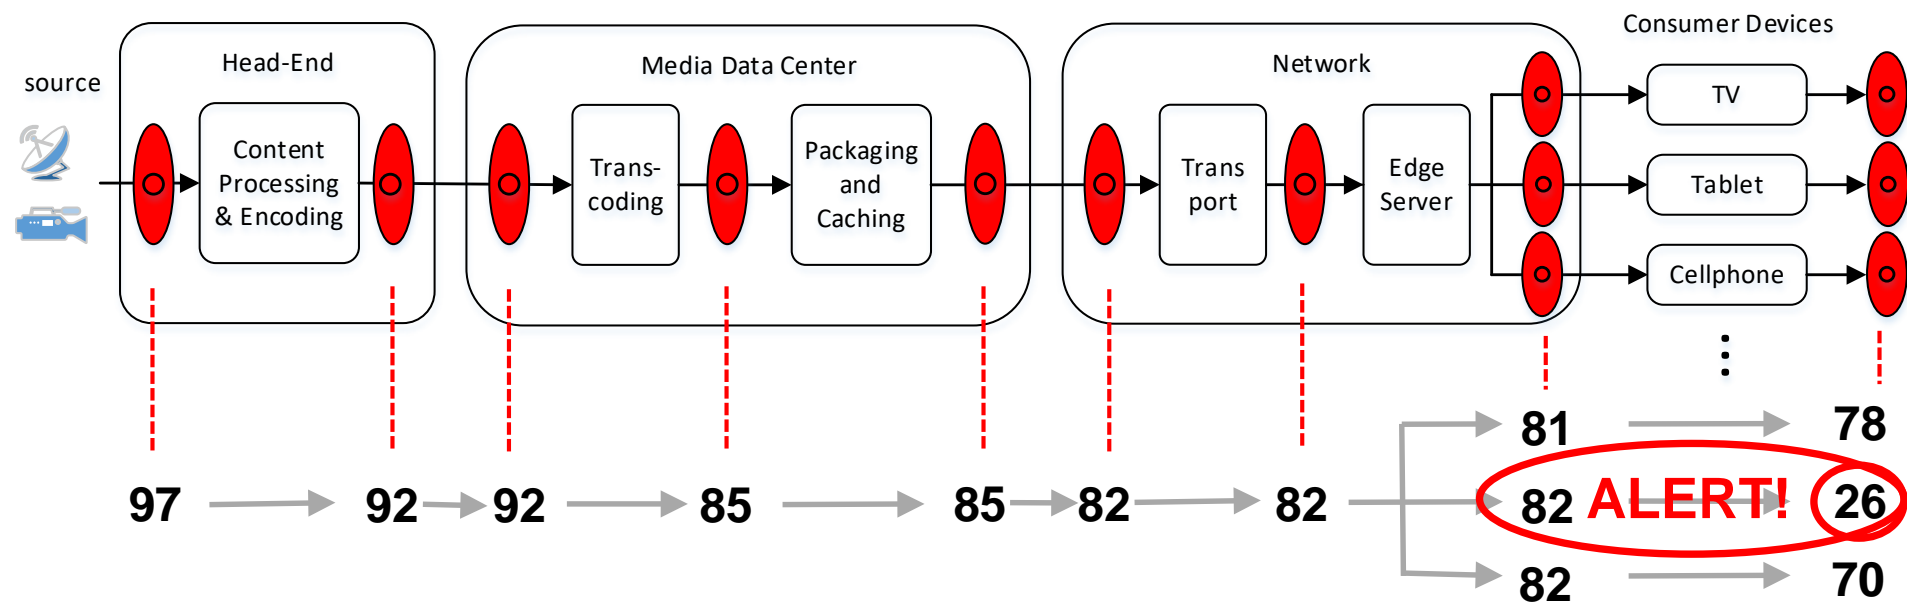 Consumer Devices
Head-End
Media Data Center
Network
source
Content
Processing
& Encoding
Trans-
coding
Packaging
and
Caching
Trans
port
Edge
Server
TV
Tablet
Cellphone
81
78
97
92
92
85
85
82
82
82
ALERT!
26
82
70